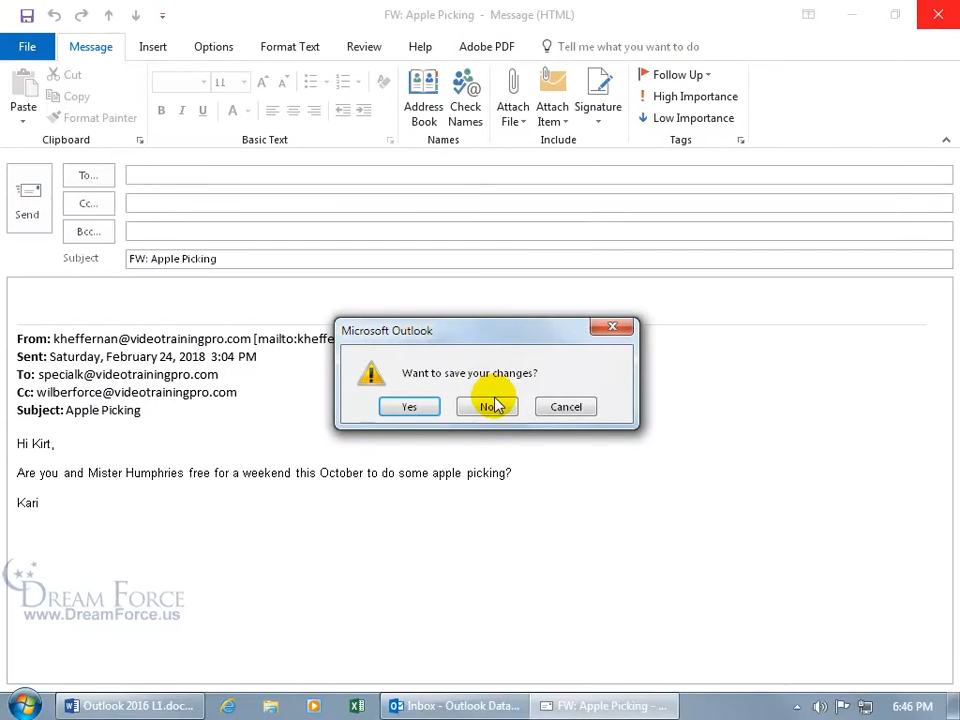 FW: Apple Picking - Message (HTML)
File Message Insert Options Format Text Review Help Adobe PDF Tell me what you want to do
Paste
Cut
Copy
Format Painter
Clipboard
11
B I U A
Basic Text
Address Book
Check Names
Names
Attach File
Attach Item
Signature
Include
Follow Up
High Importance
Low Importance
Tags
Send
To...
Cc...
Bcc...
Subject FW: Apple Picking
From: kheffernan@videotrainingpro.com [mailto:kheffe
Sent: Saturday, February 24, 2018 3:04 PM
To: specialk@videotrainingpro.com
Cc: wilberforce@videotrainingpro.com
Subject: Apple Picking
Hi Kirt,
Are you and Mister Humphries free for a weekend this October to do some apple picking?
Kari
Microsoft Outlook
Want to save your changes?
Yes No Cancel
DREAM FORCE
www.DreamForce.us
Outlook 2016 L1.doc... Inbox - Outlook Data... FW: Apple Picking - ... 6:46 PM